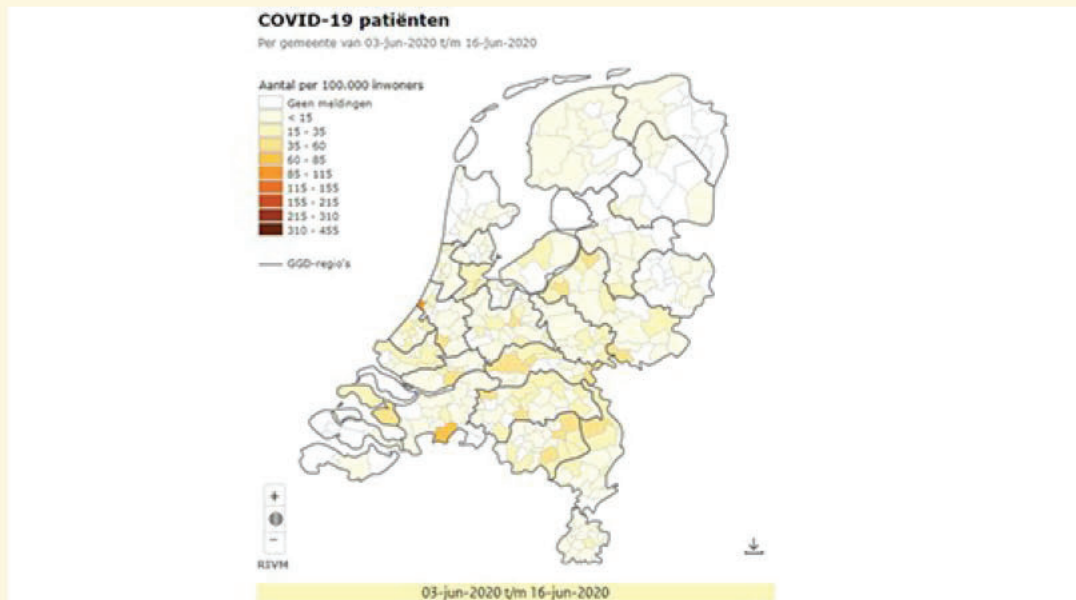 COVID-19 patiënten
Per gemeente van 03-jun-2020 t/m 16-jun-2020
Aantal per 100.000 inwoners
Geen meldingen
< 15
15 - 35
35 - 60
60 - 85
85 - 115
115 - 155
155 - 215
215 - 310
310 - 455
GGD-regio's
+
−
RIVM
03-jun-2020 t/m 16-jun-2020